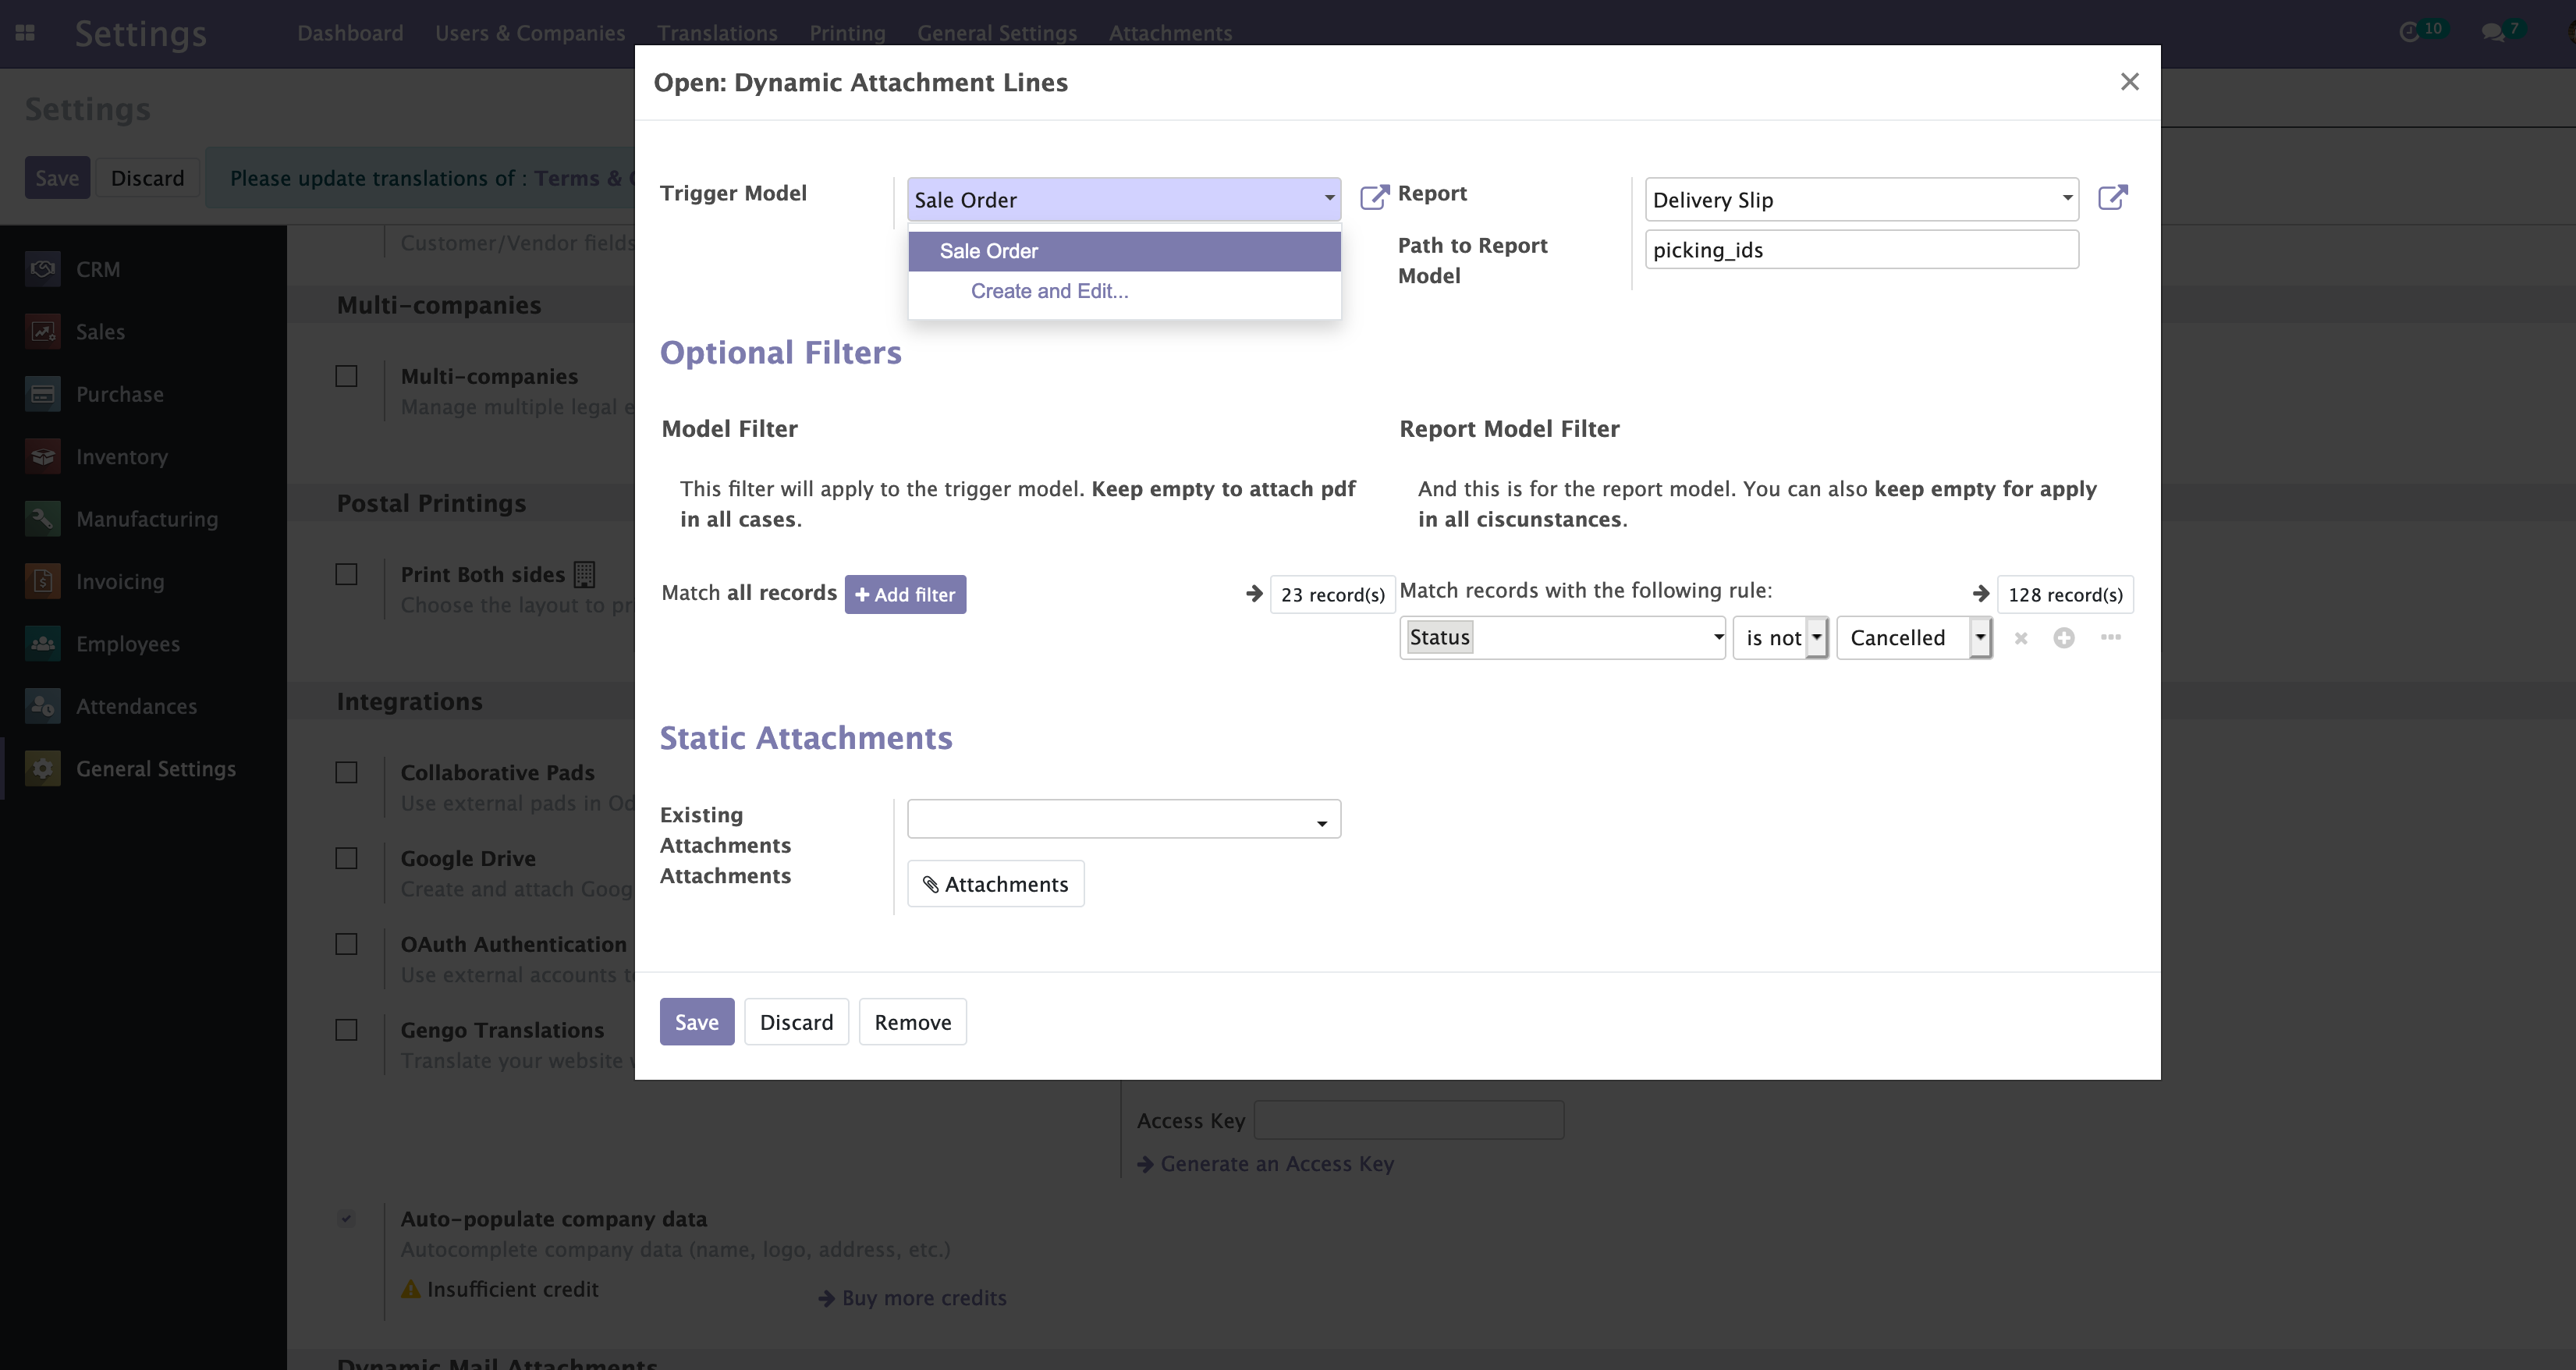 Settings
Dashboard
Users & Companies
Translations
Printing
General Settings
Attachments
10
7
Settings
Save
Discard
Please update translations of : Terms &
CRM
Sales
Purchase
Inventory
Manufacturing
Invoicing
Employees
Attendances
General Settings
Customer/Vendor fields
Multi-companies
Multi-companies
Manage multiple legal e
Postal Printings
Print Both sides
Choose the layout to pr
Integrations
Collaborative Pads
Use external pads in Od
Google Drive
Create and attach Goog
OAuth Authentication
Use external accounts t
Gengo Translations
Translate your website
Access Key
Generate an Access Key
Auto-populate company data
Autocomplete company data (name, logo, address, etc.)
Insufficient credit
Buy more credits
Dynamic Mail Attachments
Open: Dynamic Attachment Lines
Trigger Model
Sale Order
Sale Order
Create and Edit...
Report
Delivery Slip
Path to Report
Model
picking_ids
Optional Filters
Model Filter
This filter will apply to the trigger model. Keep empty to attach pdf
in all cases.
Match all records
Add filter
23 record(s)
Report Model Filter
And this is for the report model. You can also keep empty for apply
in all ciscunstances.
Match records with the following rule:
128 record(s)
Status
is not
Cancelled
Static Attachments
Existing
Attachments
Attachments
Attachments
Save
Discard
Remove